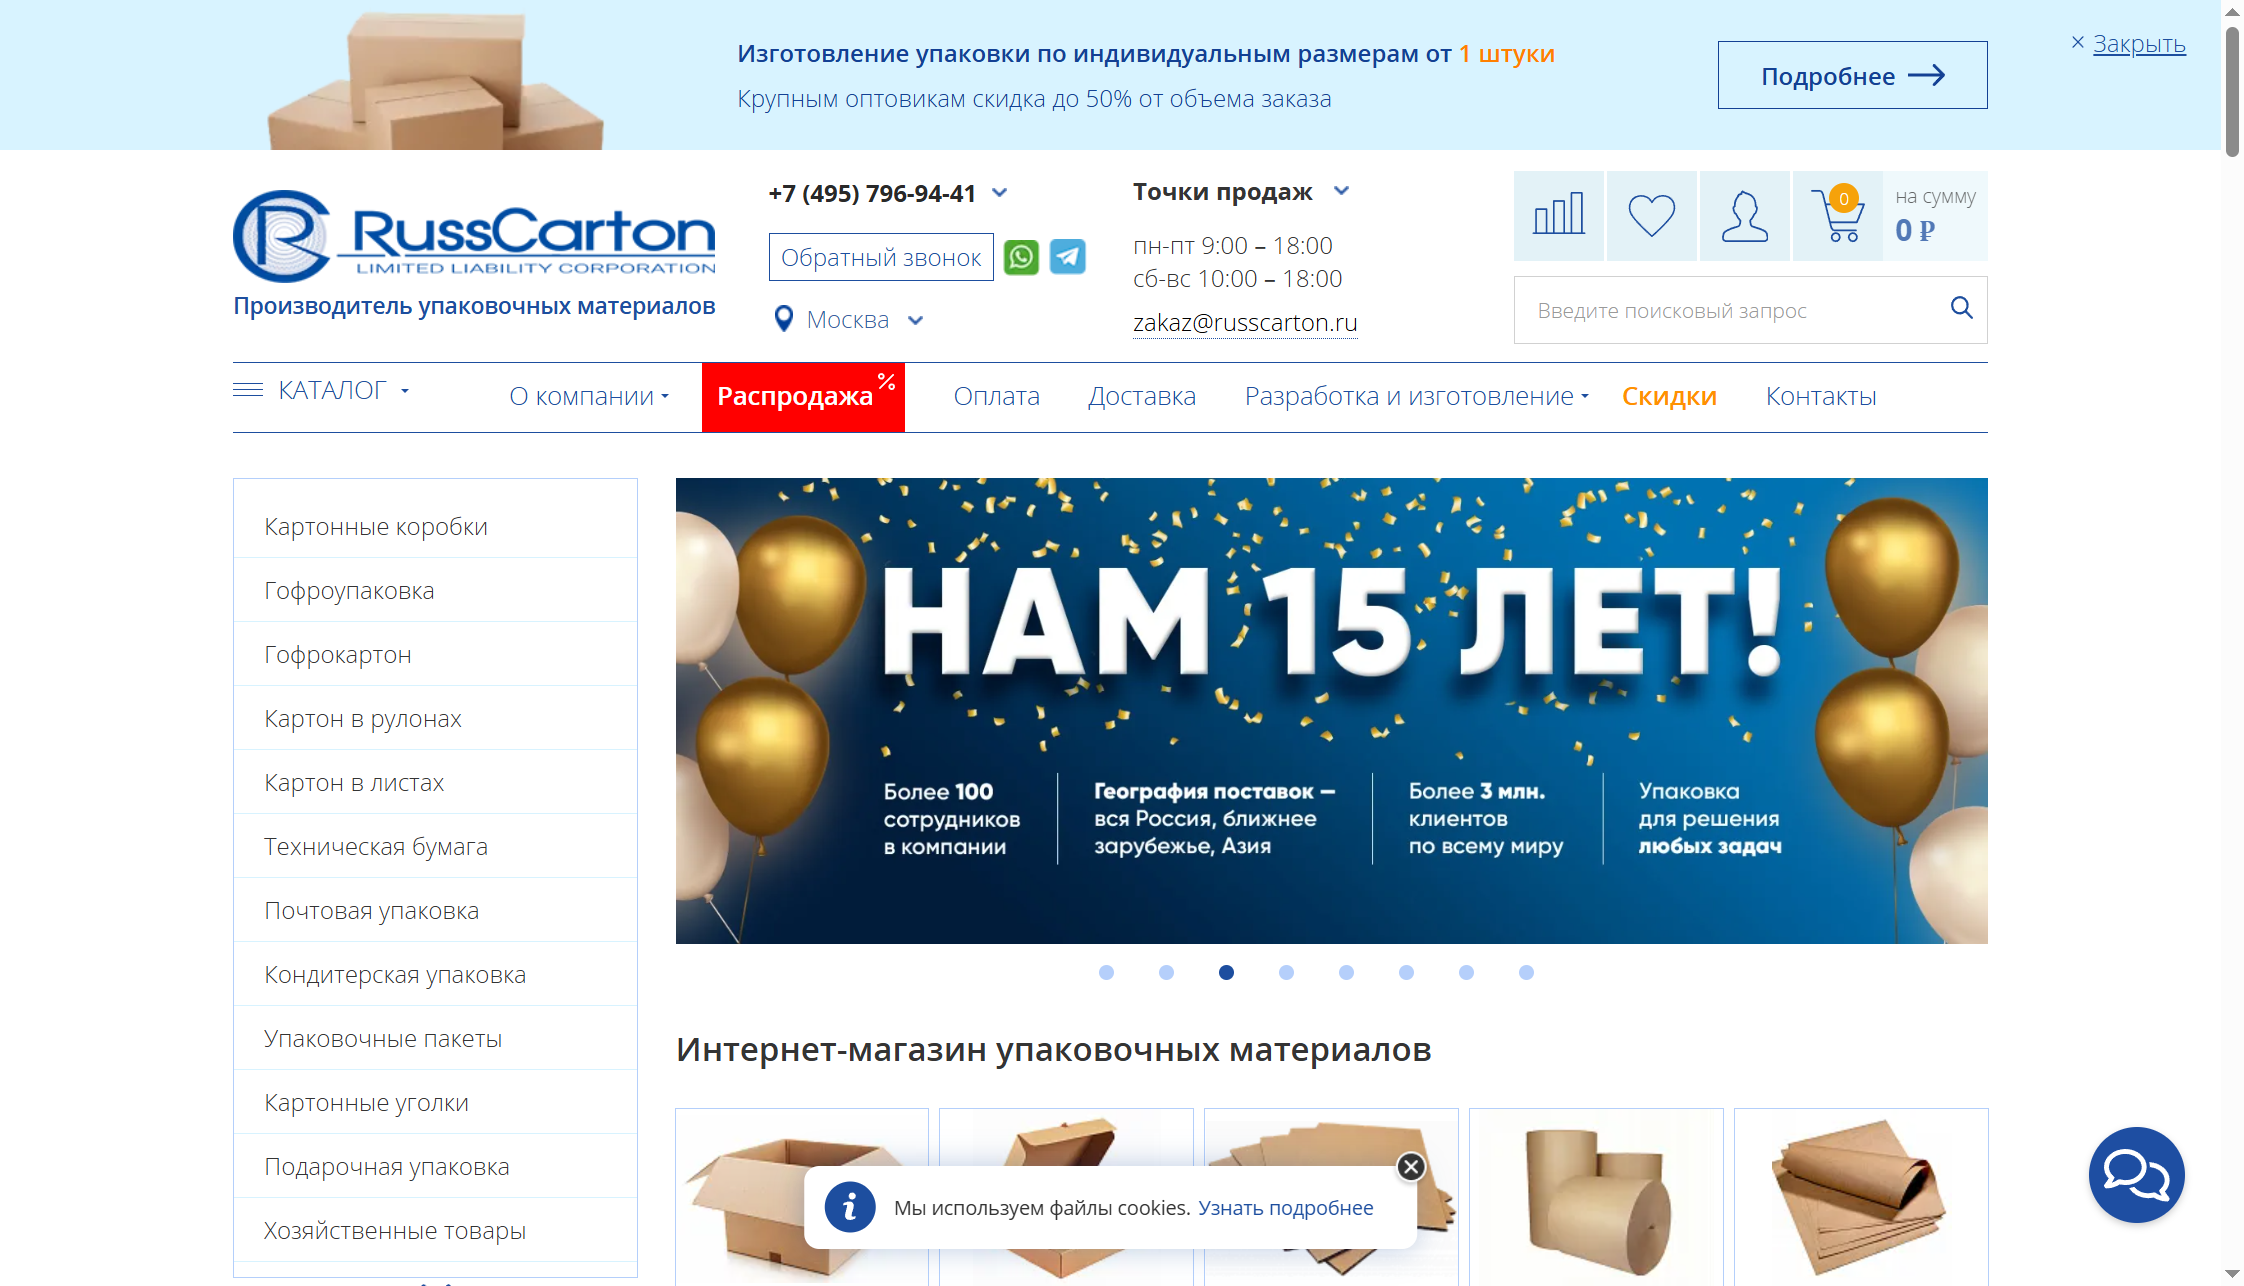 Изготовление упаковки по индивидуальным размерам от 1 штуки
Крупным оптовикам скидка до 50% от объема заказа
Подробнее
× Закрыть
RussCarton
LIMITED LIABILITY CORPORATION
Производитель упаковочных материалов
+7 (495) 796-94-41
Обратный звонок
Москва
Точки продаж
пн-пт 9:00 – 18:00
сб-вс 10:00 – 18:00
zakaz@russcarton.ru
0
на сумму
0 ₽
Введите поисковый запрос
КАТАЛОГ
О компании
Распродажа %
Оплата
Доставка
Разработка и изготовление
Скидки
Контакты
Картонные коробки
Гофроупаковка
Гофрокартон
Картон в рулонах
Картон в листах
Техническая бумага
Почтовая упаковка
Кондитерская упаковка
Упаковочные пакеты
Картонные уголки
Подарочная упаковка
Хозяйственные товары
НАМ 15 ЛЕТ!
Более 100
сотрудников
в компании
География поставок —
вся Россия, ближнее
зарубежье, Азия
Более 3 млн.
клиентов
по всему миру
Упаковка
для решения
любых задач
Интернет-магазин упаковочных материалов
Мы используем файлы cookies. Узнать подробнее